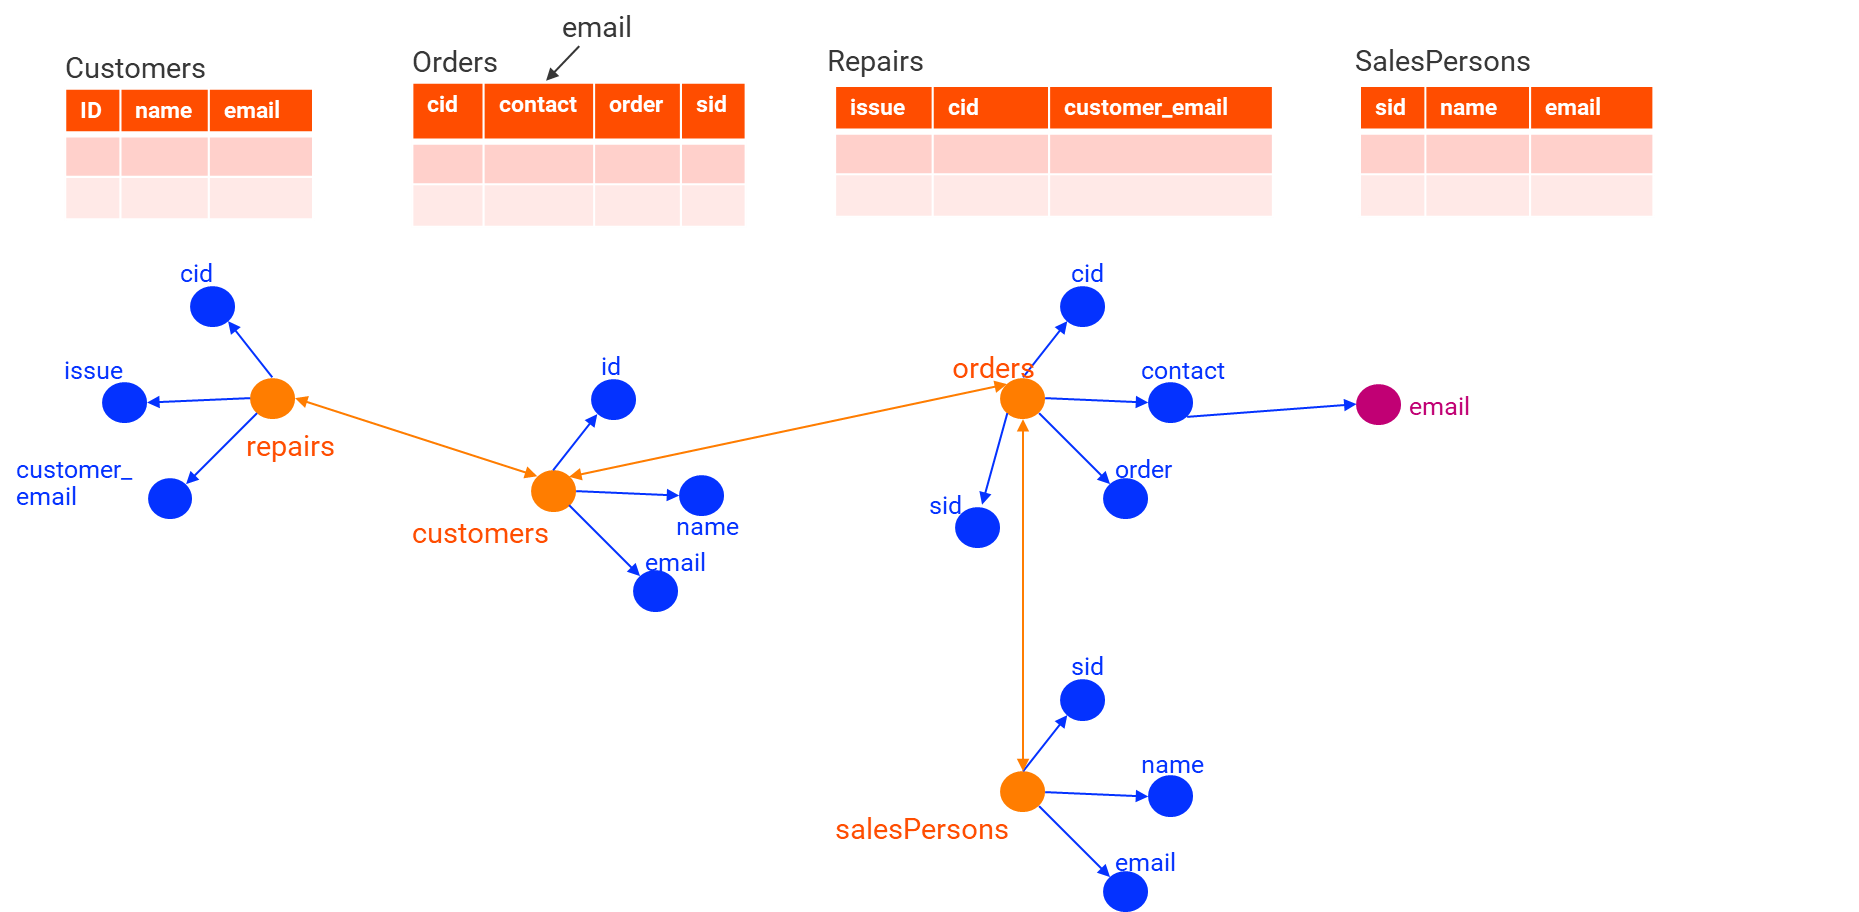 email
Customers
ID name email
Orders
cid contact order sid
Repairs
issue cid customer_email
SalesPersons
sid name email
cid
issue
repairs
customer_
email
id
customers
name
email
cid
orders
contact
email
order
sid
sid
name
salesPersons
email